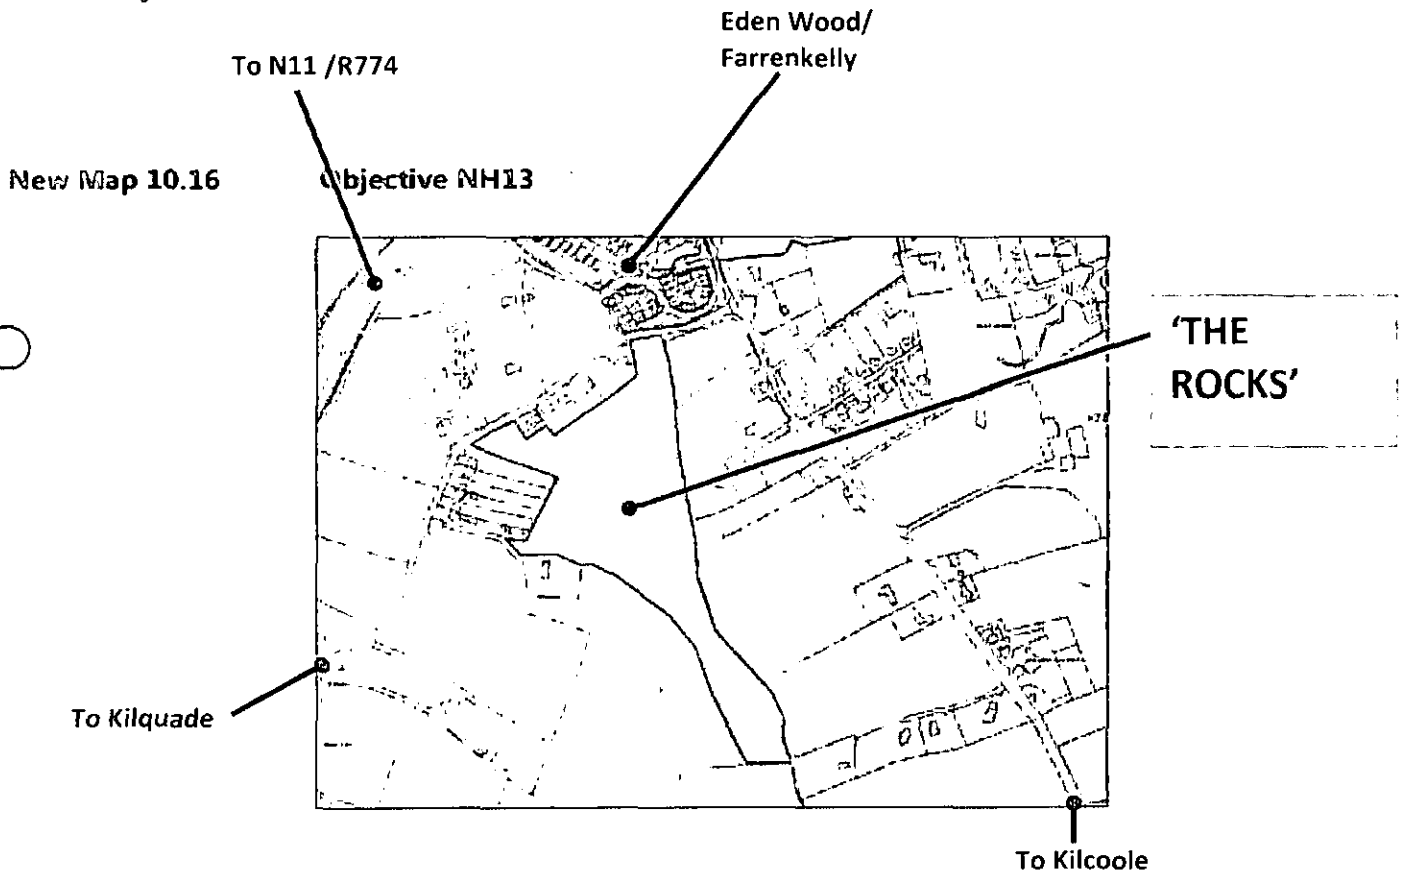 Eden Wood/
Farrenkelly
To N11 /R774
New Map 10.16 Objective NH13
'THE
ROCKS'
To Kilquade
To Kilcoole